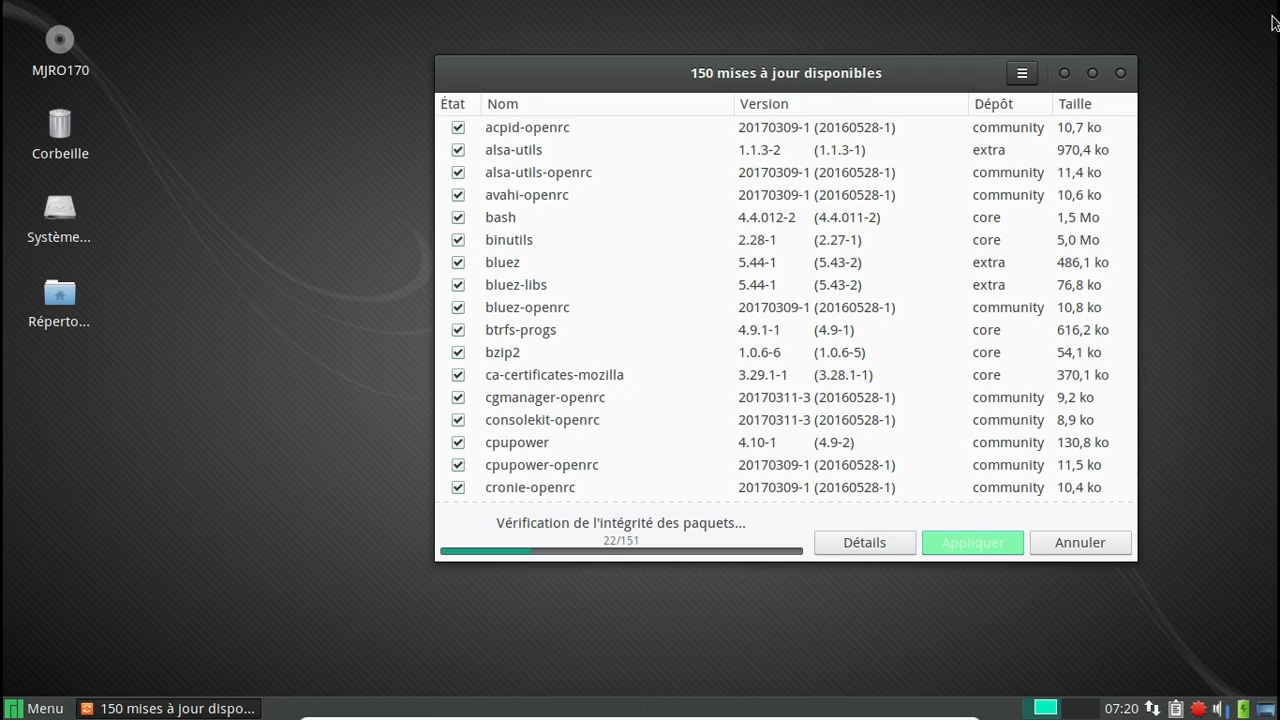 MJRO170
Corbeille
Système...
Réperto...
150 mises à jour disponibles
État Nom Version Dépôt Taille
acpid-openrc 20170309-1 (20160528-1) community 10,7 ko
alsa-utils 1.1.3-2 (1.1.3-1) extra 970,4 ko
alsa-utils-openrc 20170309-1 (20160528-1) community 11,4 ko
avahi-openrc 20170309-1 (20160528-1) community 10,6 ko
bash 4.4.012-2 (4.4.011-2) core 1,5 Mo
binutils 2.28-1 (2.27-1) core 5,0 Mo
bluez 5.44-1 (5.43-2) extra 486,1 ko
bluez-libs 5.44-1 (5.43-2) extra 76,8 ko
bluez-openrc 20170309-1 (20160528-1) community 10,8 ko
btrfs-progs 4.9.1-1 (4.9-1) core 616,2 ko
bzip2 1.0.6-6 (1.0.6-5) core 54,1 ko
ca-certificates-mozilla 3.29.1-1 (3.28.1-1) core 370,1 ko
cgmanager-openrc 20170311-3 (20160528-1) community 9,2 ko
consolekit-openrc 20170311-3 (20160528-1) community 8,9 ko
cpupower 4.10-1 (4.9-2) community 130,8 ko
cpupower-openrc 20170309-1 (20160528-1) community 11,5 ko
cronie-openrc 20170309-1 (20160528-1) community 10,4 ko
Vérification de l'intégrité des paquets...
22/151
Détails Appliquer Annuler
Menu 150 mises à jour dispo... 07:20